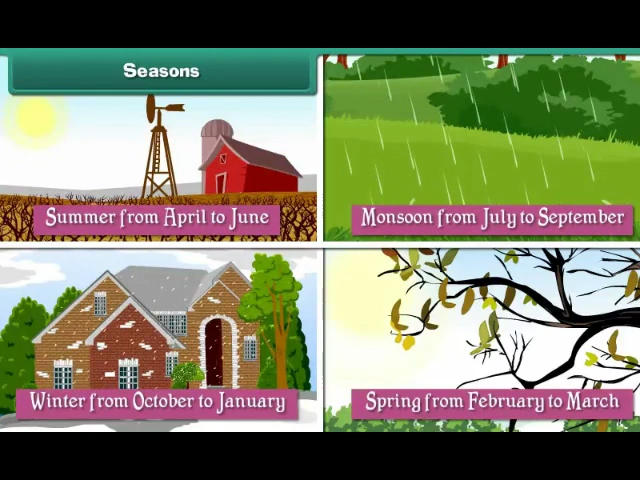 Seasons
Summer from April to June
Monsoon from July to September
Winter from October to January
Spring from February to March